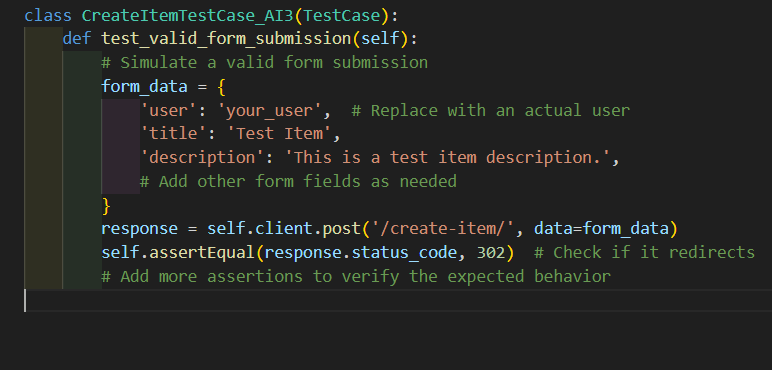 class CreateItemTestCase_AI3(TestCase):
    def test_valid_form_submission(self):
        # Simulate a valid form submission
        form_data = {
            'user': 'your_user',  # Replace with an actual user
            'title': 'Test Item',
            'description': 'This is a test item description.',
            # Add other form fields as needed
        }
        response = self.client.post('/create-item/', data=form_data)
        self.assertEqual(response.status_code, 302)  # Check if it redirects
        # Add more assertions to verify the expected behavior